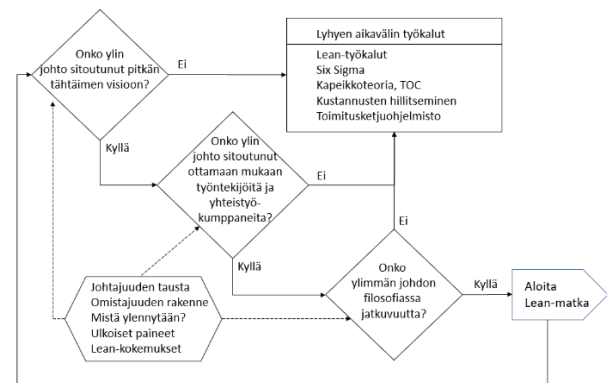 Onko ylin
johto sitoutunut pitkän
tähtäimen visioon?
Ei
Lyhyen aikavälin työkalut
Lean-työkalut
Six Sigma
Kapeikkoteoria, TOC
Kustannusten hillitseminen
Toimitusketjuohjelmisto
Kyllä
Onko ylin
johto sitoutunut
ottamaan mukaan
työntekijöitä ja
yhteistyö-
kumppaneita?
Ei
Kyllä
Ei
Onko
ylimmän johdon
filosofiassa
jatkuvuutta?
Kyllä
Aloita
Lean-matka
Johtajuuden tausta
Omistajuuden rakenne
Mistä ylennytään?
Ulkoiset paineet
Lean-kokemukset